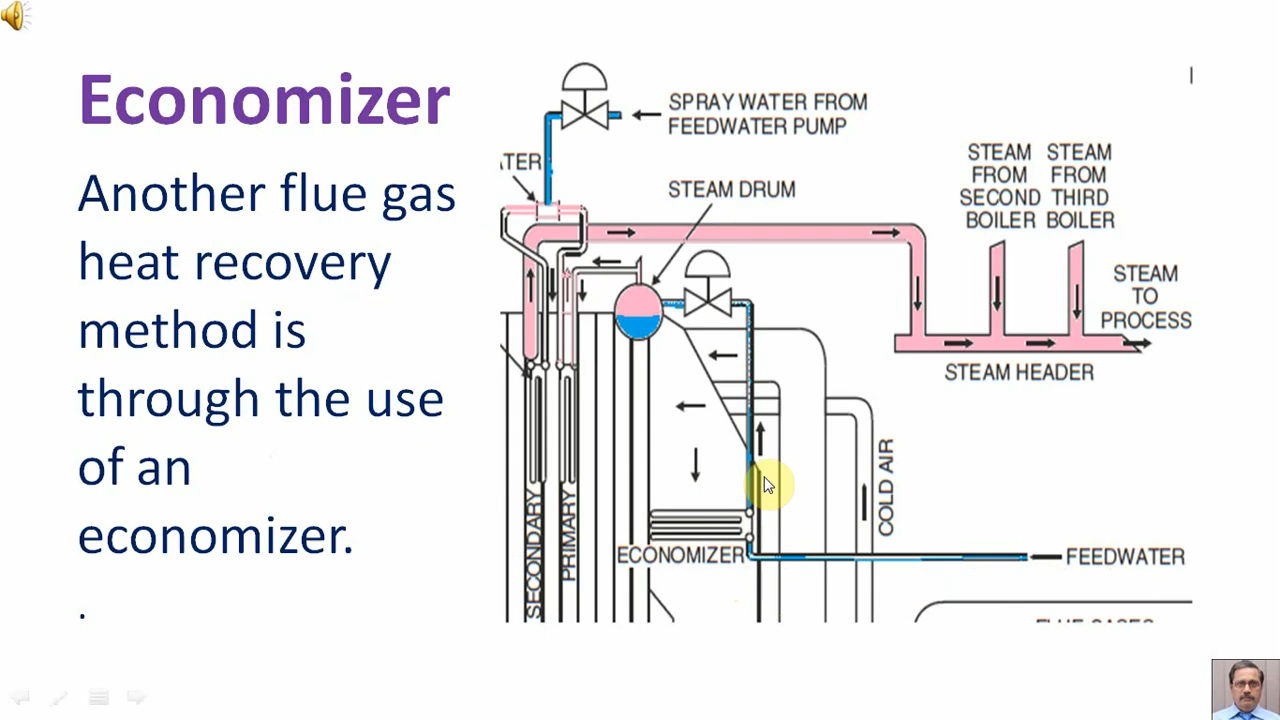 Economizer
Another flue gas
heat recovery
method is
through the use
of an
economizer.
.
SPRAY WATER FROM
FEEDWATER PUMP
ATER
STEAM DRUM
STEAM
FROM
SECOND
BOILER
STEAM
FROM
THIRD
BOILER
STEAM
TO
PROCESS
STEAM HEADER
SECONDARY
PRIMARY
COLD AIR
ECONOMIZER
FEEDWATER